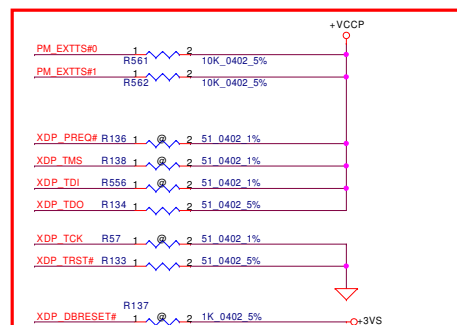 +VCCP
PM_EXTTS#0 1 2
R561 10K_0402_5%
PM_EXTTS#1 1 2
R562 10K_0402_5%
XDP_PREQ# R136 1 @ 2 51_0402_1%
XDP_TMS R138 1 @ 2 51_0402_1%
XDP_TDI R556 1 @ 2 51_0402_1%
XDP_TDO R134 1 2 51_0402_5%
XDP_TCK R57 1 @ 2 51_0402_1%
XDP_TRST# R133 1 2 51_0402_5%
R137
XDP_DBRESET# 1 @ 2 1K_0402_5% +3VS